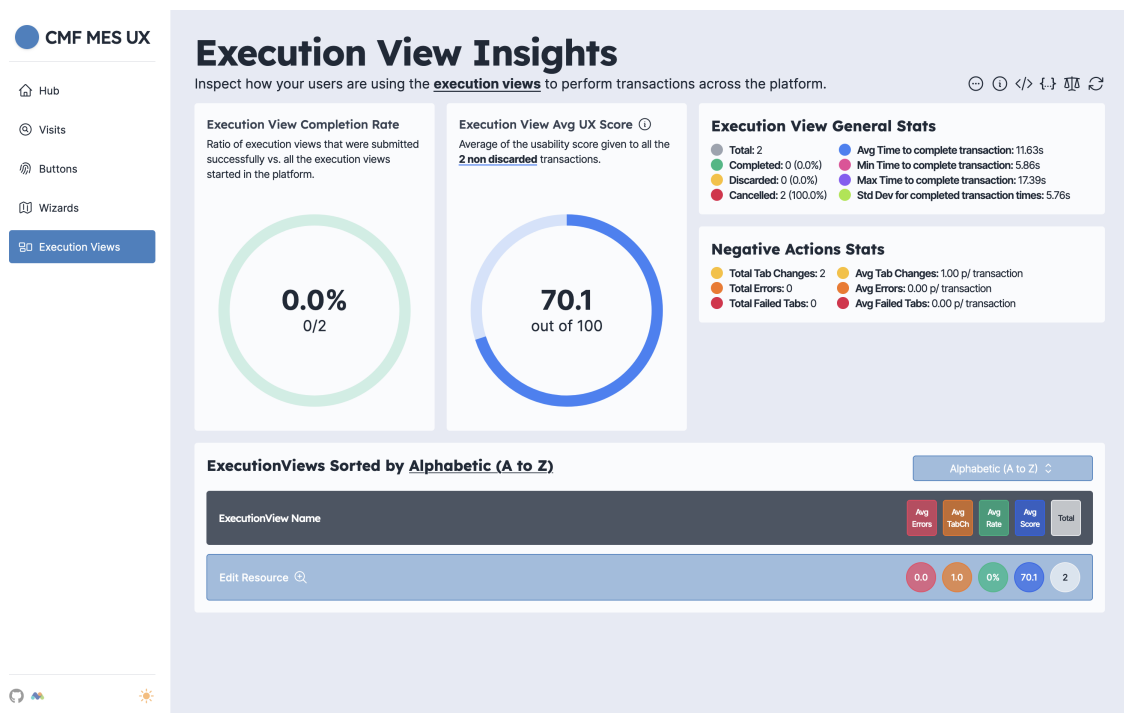 CMF MES UX
Hub
Visits
Buttons
Wizards
Execution Views
Execution View Insights
Inspect how your users are using the execution views to perform transactions across the platform.
Execution View Completion Rate
Ratio of execution views that were submitted
successfully vs. all the execution views
started in the platform.
0.0%
0/2
Execution View Avg UX Score
Average of the usability score given to all the
2 non discarded transactions.
70.1
out of 100
Execution View General Stats
Total: 2
Completed: 0 (0.0%)
Discarded: 0 (0.0%)
Cancelled: 2 (100.0%)
Avg Time to complete transaction: 11.63s
Min Time to complete transaction: 5.86s
Max Time to complete transaction: 17.39s
Std Dev for completed transaction times: 5.76s
Negative Actions Stats
Total Tab Changes: 2
Total Errors: 0
Total Failed Tabs: 0
Avg Tab Changes: 1.00 p/ transaction
Avg Errors: 0.00 p/ transaction
Avg Failed Tabs: 0.00 p/ transaction
ExecutionViews Sorted by Alphabetic (A to Z)
Alphabetic (A to Z)
ExecutionView Name
Avg
Errors
Avg
TabCh
Avg
Rate
Avg
Score
Total
Edit Resource
0.0
1.0
0%
70.1
2